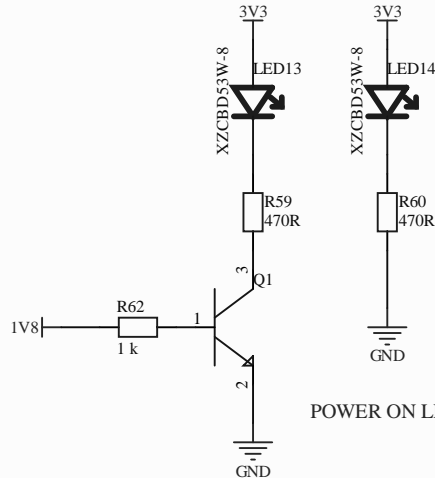 3V3
3V3
XZCBD53W-8
LED13
XZCBD53W-8
LED14
R59
470R
R60
470R
3
Q1
1V8
R62
1 k
1
2
GND
GND
POWER ON